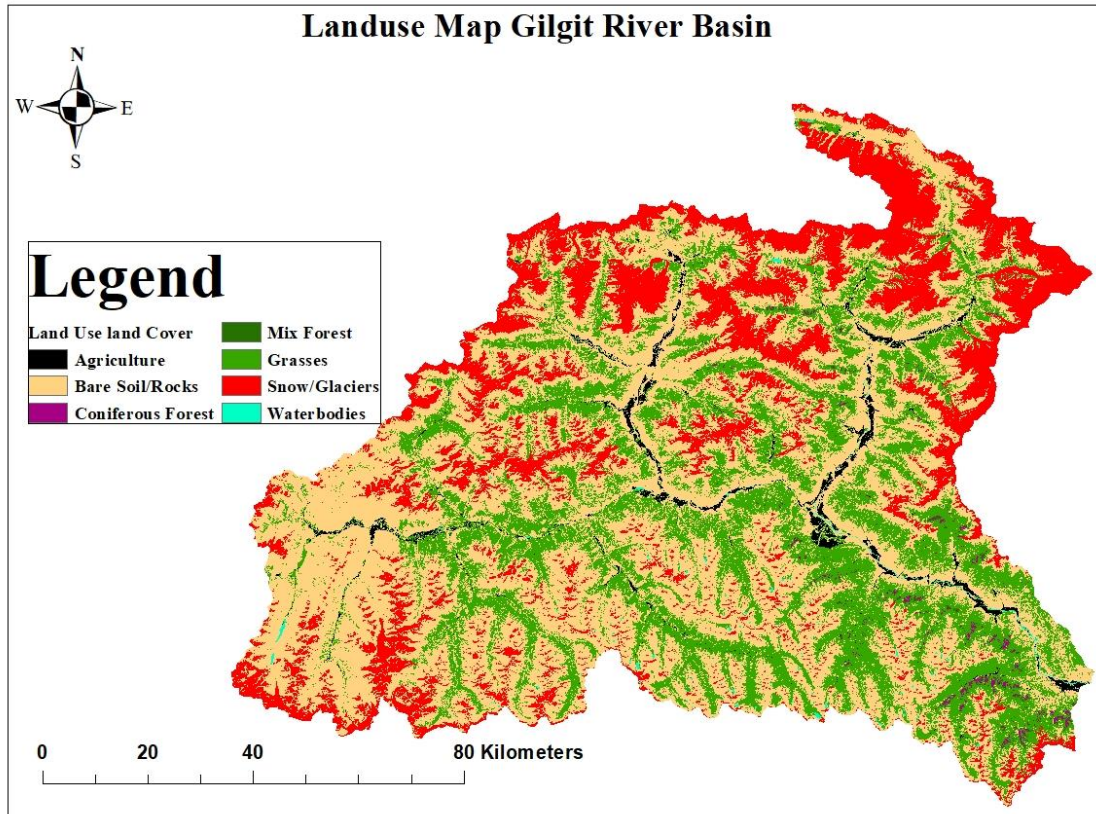 Landuse Map Gilgit River Basin
N
W E
S
Legend
Land Use land Cover
Agriculture
Bare Soil/Rocks
Coniferous Forest
Mix Forest
Grasses
Snow/Glaciers
Waterbodies
0 20 40 80 Kilometers